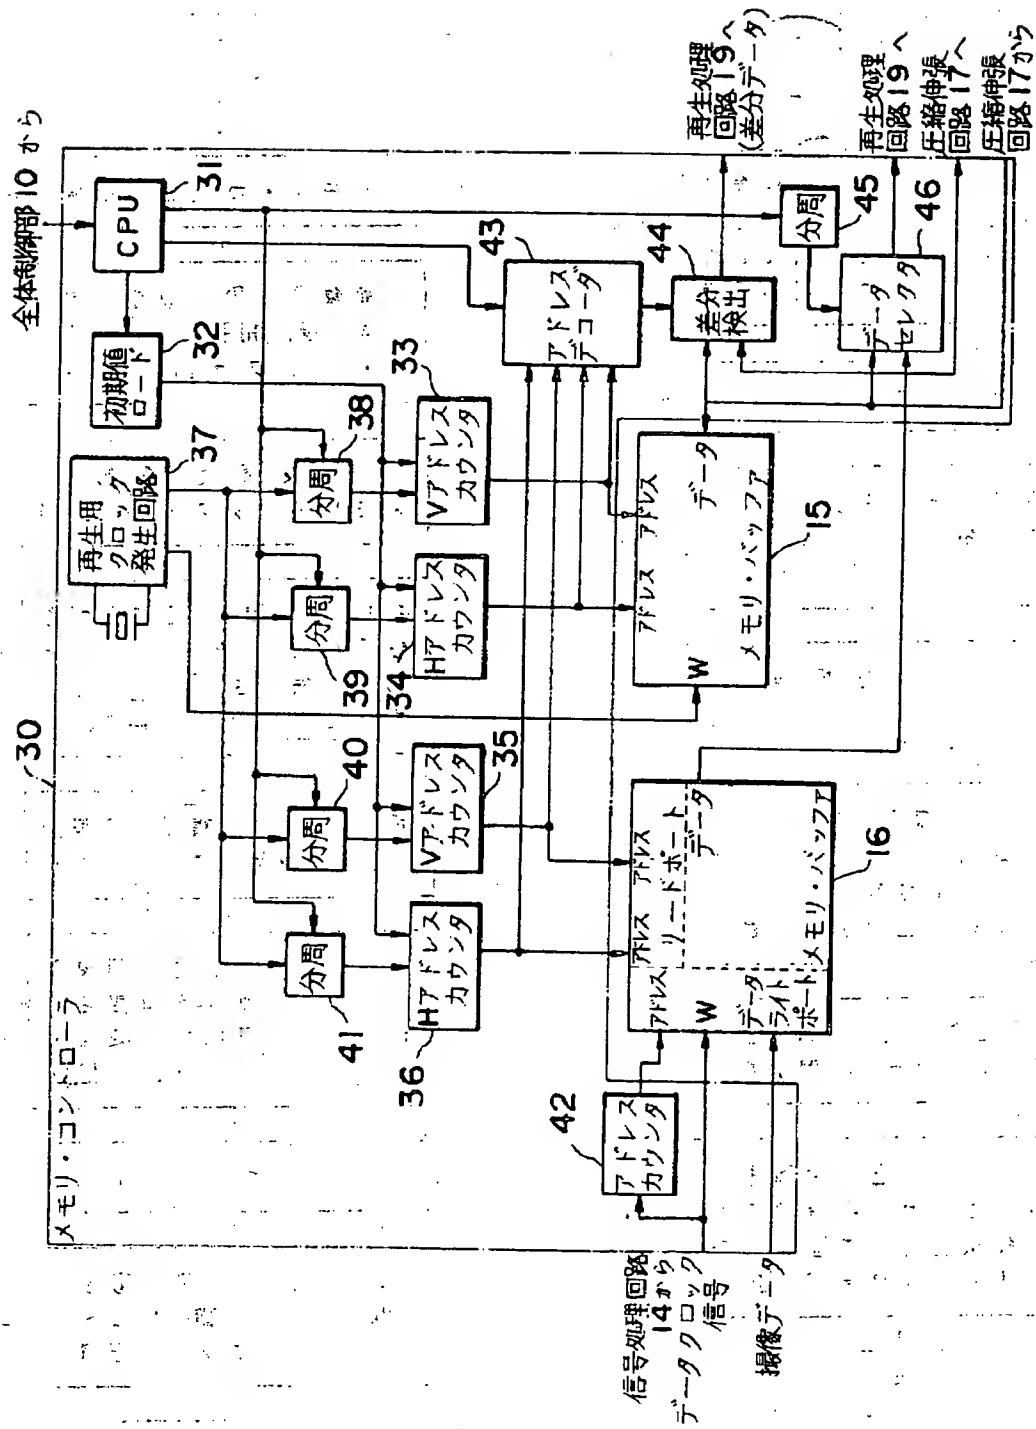 30
メモリ・コントローラ
全体制御部10から
CPU
31
初期値
ロード
32
再生用
クロック
発生回路
37
分周
38
分周
39
分周
40
分周
41
Vアドレス
カウンタ
33
Hアドレス
カウンタ
34
Vアドレス
カウンタ
35
Hアドレス
カウンタ
36
アドレス
カウンタ
42
アドレス
デコーダ
43
差分
検出
44
分周
45
データ
セレクタ
46
アドレス
アドレス
データ
W
メモリ・バッファ
15
アドレス
アドレス
リードポート
データ
アドレス
W
データ
ライト
ポート
メモリ・バッファ
16
信号処理回路
14から
データクロック
信号
撮像データ
再生処理
回路19へ
(差分データ)
再生処理
回路19へ
圧縮伸張
回路17へ
圧縮伸張
回路17から